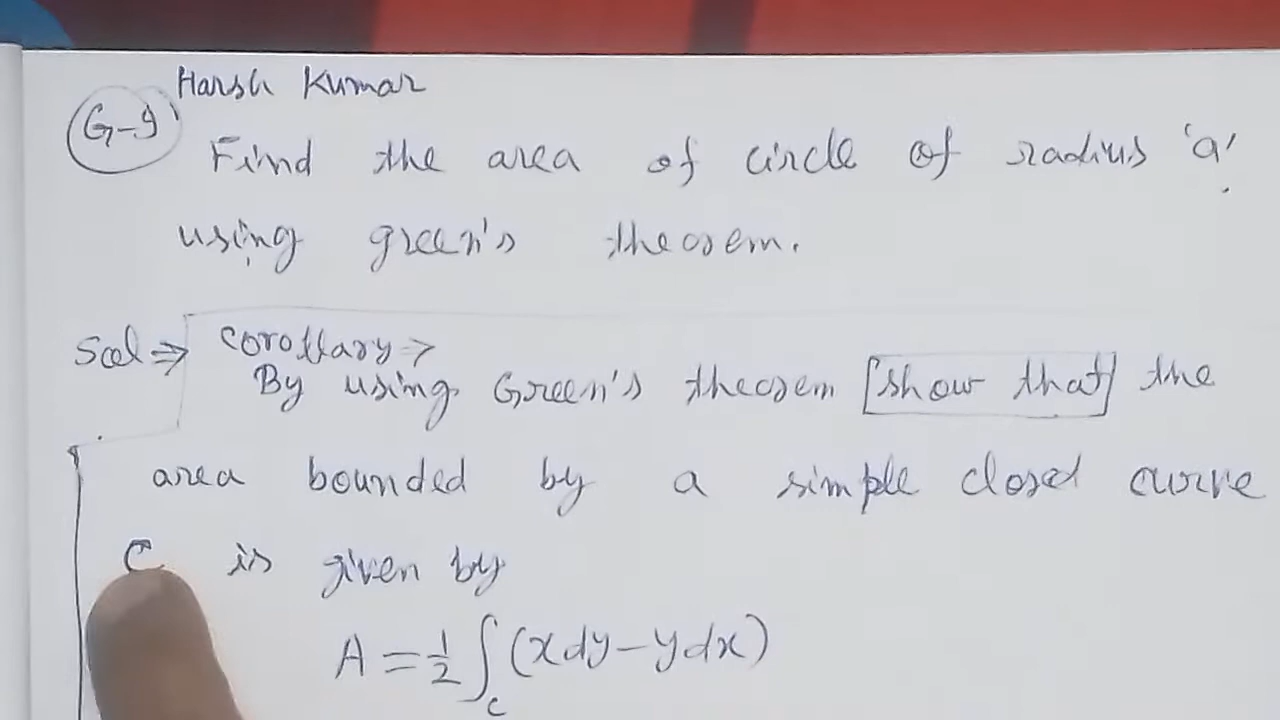 Harsh Kumar
G-9
Find the area of circle of radius 'a'
using green's theorem.
Sol ⇒ corollary →
By using Green's theorem [show that] the
area bounded by a simple closed curve
C is given by
A = 1/2 ∫_C (xdy - ydx)